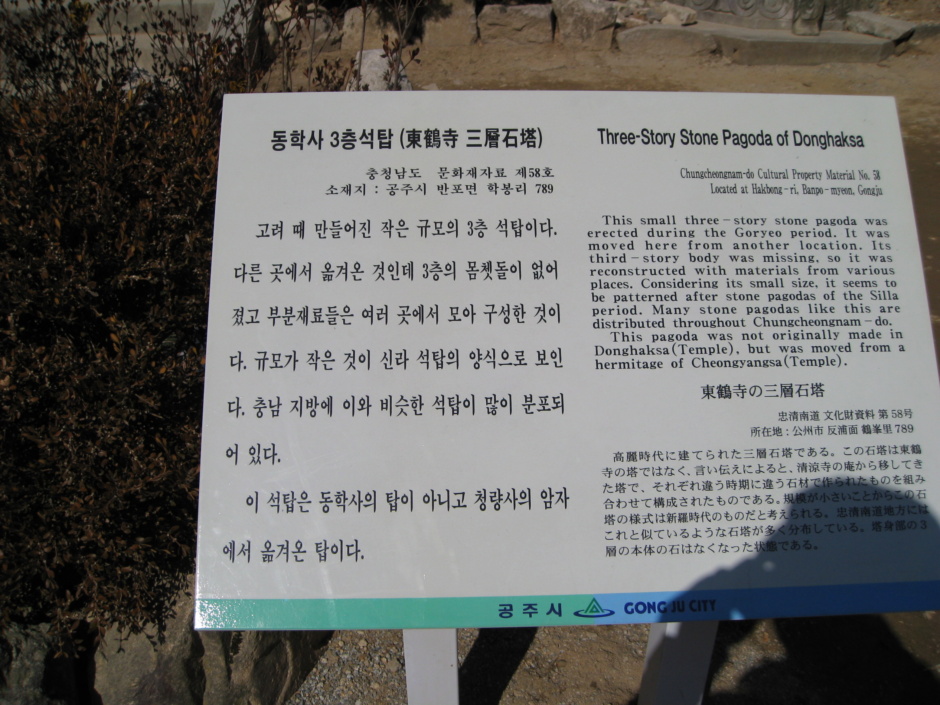 동학사 3층석탑 (東鶴寺 三層石塔)
충청남도 문화재자료 제58호
소재지 : 공주시 반포면 학봉리 789
고려 때 만들어진 작은 규모의 3층 석탑이다.
다른 곳에서 옮겨온 것인데 3층의 몸쳇돌이 없어
졌고 부분재료들은 여러 곳에서 모아 구성한 것이
다. 규모가 작은 것이 신라 석탑의 양식으로 보인
다. 충남 지방에 이와 비슷한 석탑이 많이 분포되
어 있다.
이 석탑은 동학사의 탑이 아니고 청량사의 암자
에서 옮겨온 탑이다.
Three-Story Stone Pagoda of Donghaksa
Chungcheongnam-do Cultural Property Material No. 58
Located at Hakbong-ri, Banpo-myeon, Gongju
This small three-story stone pagoda was
erected during the Goryeo period. It was
moved here from another location. Its
third-story body was missing, so it was
reconstructed with materials from various
places. Considering its small size, it seems to
be patterned after stone pagodas of the Silla
period. Many stone pagodas like this are
distributed throughout Chungcheongnam-do.
This pagoda was not originally made in
Donghaksa(Temple), but was moved from a
hermitage of Cheongyangsa(Temple).
東鶴寺の三層石塔
忠清南道 文化財資料 第58号
所在地 : 公州市 反浦面 鶴峯里 789
高麗時代に建てられた三層石塔である。この石塔は東鶴
寺の塔ではなく、言い伝えによると、清涼寺の庵から移してき
た塔で、それぞれ違う時期に違う石材で作られたものを組み
合わせて構成されたものである。規模が小さいことからこの石
塔の様式は新羅時代のものだと考えられる。忠清南道地方には
これと似ているような石塔が多く分布している。塔身部の3
層の本体の石はなくなった状態である。
공주시 GONG JU CITY